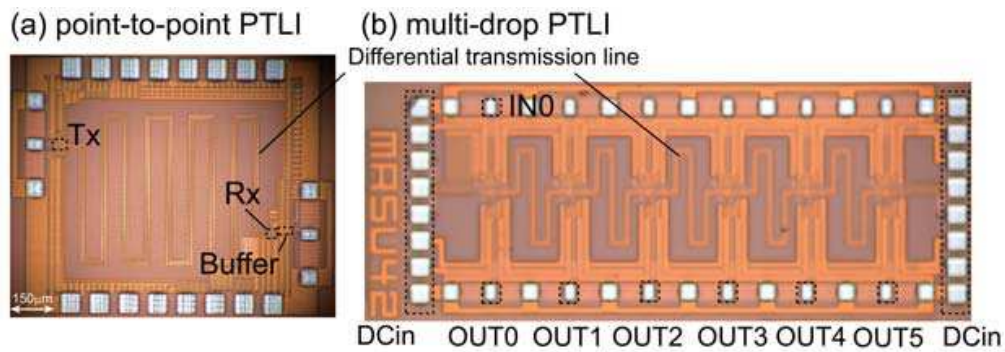 (a) point-to-point PTLI
(b) multi-drop PTLI
Differential transmission line
Tx
Rx
Buffer
150μm
IN0
DCin OUT0 OUT1 OUT2 OUT3 OUT4 OUT5 DCin